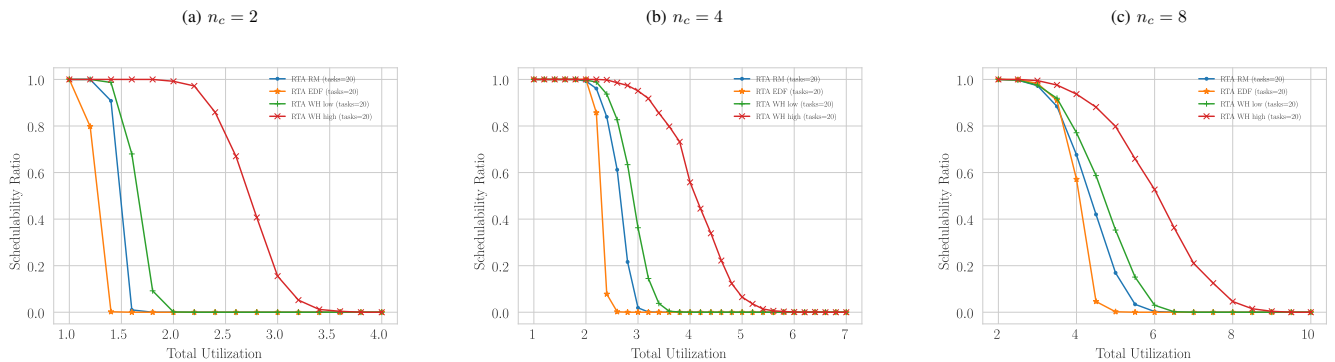 (a) n_c = 2
(b) n_c = 4
(c) n_c = 8
Schedulability Ratio
1.0
0.8
0.6
0.4
0.2
0.0
RTA RM (tasks=20)
RTA EDF (tasks=20)
RTA WH low (tasks=20)
RTA WH high (tasks=20)
1.0 1.5 2.0 2.5 3.0 3.5 4.0
Total Utilization
Schedulability Ratio
1.0
0.8
0.6
0.4
0.2
0.0
RTA RM (tasks=20)
RTA EDF (tasks=20)
RTA WH low (tasks=20)
RTA WH high (tasks=20)
1 2 3 4 5 6 7
Total Utilization
Schedulability Ratio
1.0
0.8
0.6
0.4
0.2
0.0
RTA RM (tasks=20)
RTA EDF (tasks=20)
RTA WH low (tasks=20)
RTA WH high (tasks=20)
2 4 6 8 10
Total Utilization